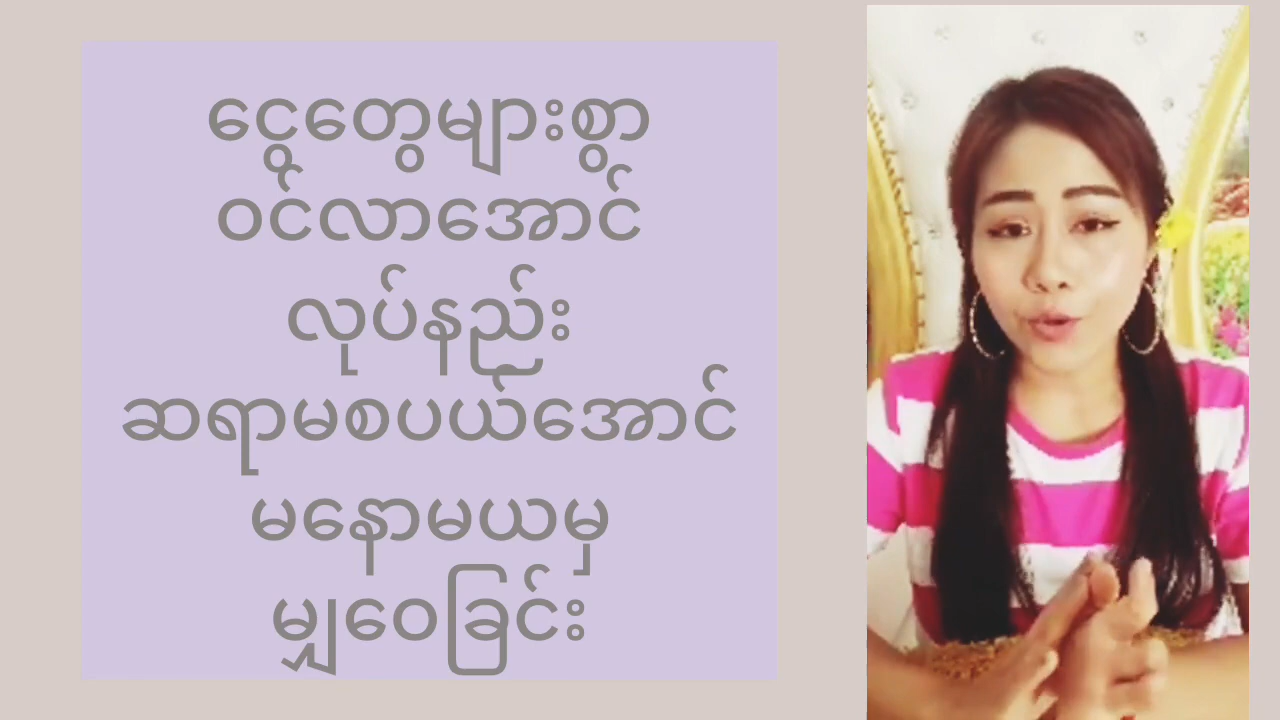 ငွေတွေများစွာ
ဝင်လာအောင်
လုပ်နည်း
ဆရာမစပယ်အောင်
မနောမယမှ
မျှဝေခြင်း